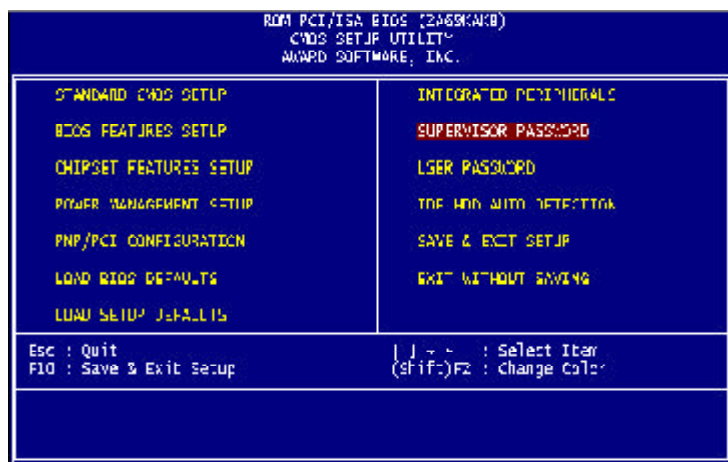 ROM PCI/ISA BIOS (2A69KAKB)
CMOS SETUP UTILITY
AWARD SOFTWARE, INC.
STANDARD CMOS SETUP
BIOS FEATURES SETUP
CHIPSET FEATURES SETUP
POWER MANAGEMENT SETUP
PNP/PCI CONFIGURATION
LOAD BIOS DEFAULTS
LOAD SETUP DEFAULTS
INTEGRATED PERIPHERALS
SUPERVISOR PASSWORD
USER PASSWORD
IDE HDD AUTO DETECTION
SAVE & EXIT SETUP
EXIT WITHOUT SAVING
Esc : Quit
F10 : Save & Exit Setup
: Select Item
(Shift)F2 : Change Color